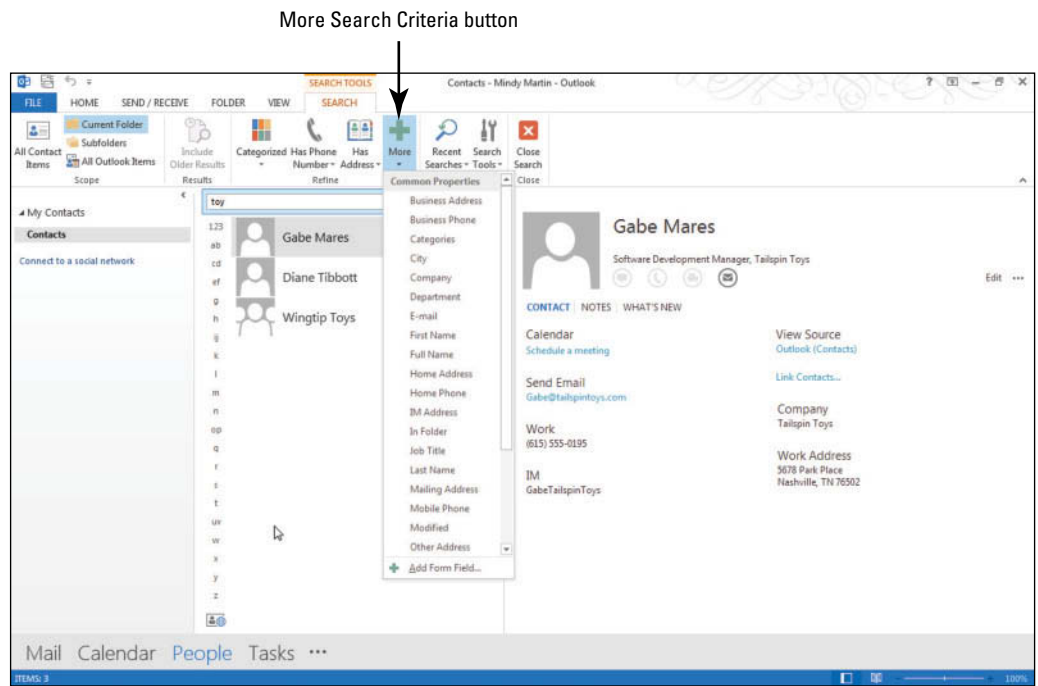 More Search Criteria button
SEARCH TOOLS
Contacts - Mindy Martin - Outlook
?
FILE HOME SEND / RECEIVE FOLDER VIEW SEARCH
All Contact Items
Current Folder
Subfolders
All Outlook Items
Scope
Include Older Results
Results
Categorized
Has Phone Number
Has Address
More
Refine
Recent Searches
Search Tools
Close Search
Close
My Contacts
Contacts
Connect to a social network
toy
123
ab
cd
ef
g
h
ij
k
l
m
n
op
q
r
s
t
uv
w
x
y
z
Gabe Mares
Diane Tibbott
Wingtip Toys
Common Properties
Business Address
Business Phone
Categories
City
Company
Department
E-mail
First Name
Full Name
Home Address
Home Phone
IM Address
In Folder
Job Title
Last Name
Mailing Address
Mobile Phone
Modified
Other Address
Add Form Field...
Gabe Mares
Software Development Manager, Tailspin Toys
Edit
CONTACT NOTES WHAT'S NEW
Calendar
Schedule a meeting
Send Email
Gabe@tailspintoys.com
Work
(615) 555-0195
IM
GabeTailspinToys
View Source
Outlook (Contacts)
Link Contacts...
Company
Tailspin Toys
Work Address
5678 Park Place
Nashville, TN 76502
Mail Calendar People Tasks
ITEMS: 3
100%